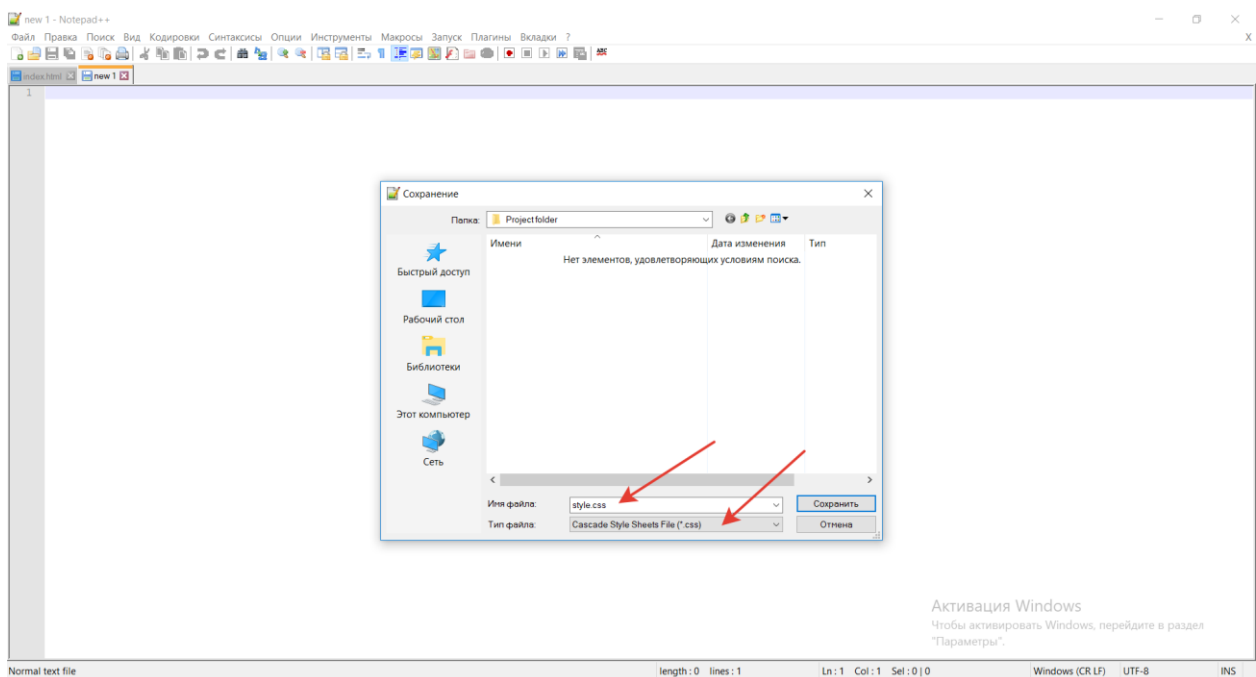 new 1 - Notepad++
Файл Правка Поиск Вид Кодировки Синтаксисы Опции Инструменты Макросы Запуск Плагины Вкладки ? X
index.html new 1
1
Сохранение
Папка: Project folder
Имени Дата изменения Тип
Нет элементов, удовлетворяющих условиям поиска.
Быстрый доступ
Рабочий стол
Библиотеки
Этот компьютер
Сеть
Имя файла: style.css Сохранить
Тип файла: Cascade Style Sheets File (*.css) Отмена
Активация Windows
Чтобы активировать Windows, перейдите в раздел
"Параметры".
Normal text file length : 0 lines : 1 Ln : 1 Col : 1 Sel : 0 | 0 Windows (CR LF) UTF-8 INS